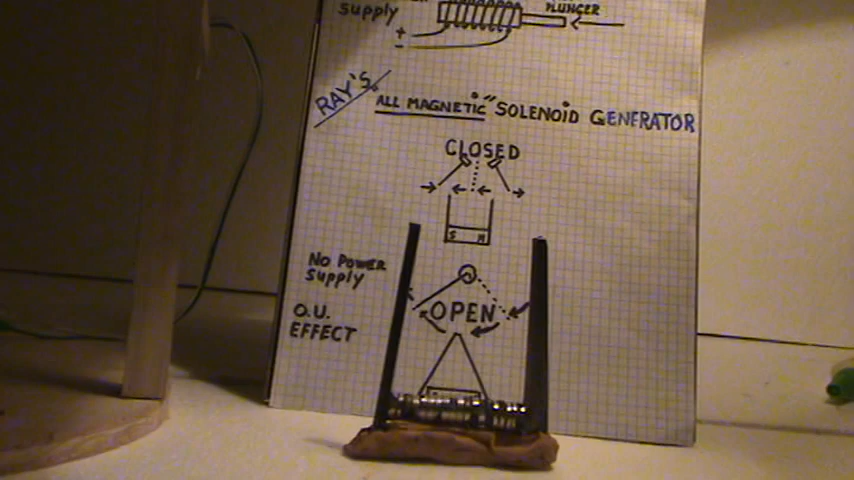 supply
PLUNGER
+
-
RAY'S.
ALL MAGNETIC "SOLENOID GENERATOR
CLOSED
S N
No POWER
supply
OPEN
O.U.
EFFECT